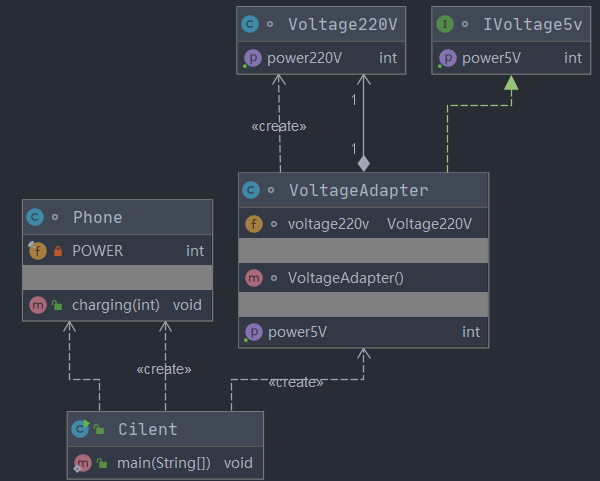 C Voltage220V
p power220V int
I IVoltage5v
p power5V int
1
«create»
1
C VoltageAdapter
f voltage220v Voltage220V
m VoltageAdapter()
p power5V int
C Phone
f POWER int
m charging(int) void
«create»
«create»
C Cilent
m main(String[]) void